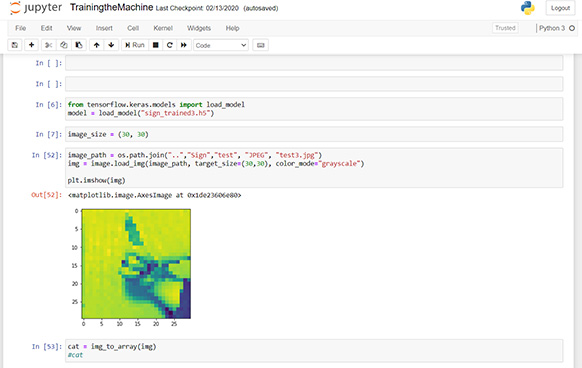 jupyter TrainingtheMachine Last Checkpoint: 02/13/2020 (autosaved) Logout
File Edit View Insert Cell Kernel Widgets Help Trusted Python 3
Run Code
In [ ]:
In [ ]:
In [6]: from tensorflow.keras.models import load_model
model = load_model("sign_trained3.h5")
In [7]: image_size = (30, 30)
In [52]: image_path = os.path.join("..","Sign","test", "JPEG", "test3.jpg")
img = image.load_img(image_path, target_size=(30,30), color_mode="grayscale")
plt.imshow(img)
Out[52]: <matplotlib.image.AxesImage at 0x1de23606e80>
0
5
10
15
20
25
0 5 10 15 20 25
In [53]: cat = img_to_array(img)
#cat